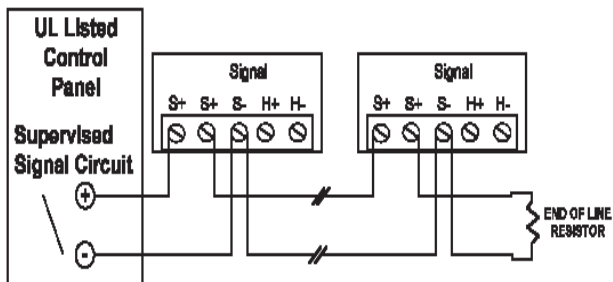 UL Listed
Control
Panel
Supervised
Signal Circuit
+
-
Signal
S+ S+ S- H+ H-
Signal
S+ S+ S- H+ H-
END OF LINE
RESISTOR